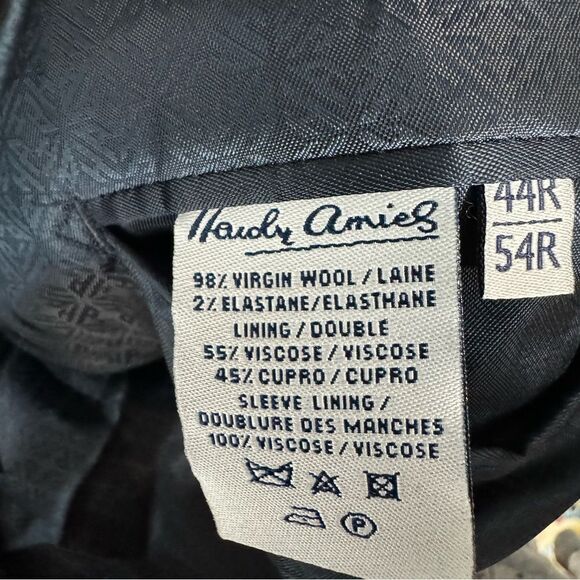 Hardy Amies
44R
54R
98% VIRGIN WOOL / LAINE
2% ELASTANE/ELASTHANE
LINING / DOUBLE
55% VISCOSE / VISCOSE
45% CUPRO / CUPRO
SLEEVE LINING /
DOUBLURE DES MANCHES
100% VISCOSE / VISCOSE
P